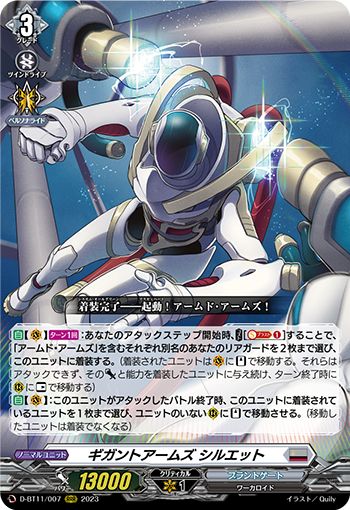 3
グレード
ツインドライブ
ペルソナライド
着装完了――起動！アームド・アームズ！
自【V】ターン1回：あなたのアタックステップ開始時、【ブラスト1】することで、
「アームド・アームズ」を含むそれぞれ別名のあなたのリアガードを2枚まで選び、
このユニットに着装する。（着装されたユニットは【V】に移動する。それらは
アタックできず、その と能力を着装したユニットに与え続け、ターン終了時に
【R】に移動する）
自【V】：このユニットがアタックしたバトル終了時、このユニットに着装されて
いるユニットを1枚まで選び、ユニットのいない【R】に移動させる。（移動した
ユニットは着装でなくなる）
ノーマルユニット
ギガントアームズ シルエット
パワー 13000
クリティカル 1
ブラントゲート
ワーカロイド
D-BT11/007 RRR 2023
イラスト／ Quily